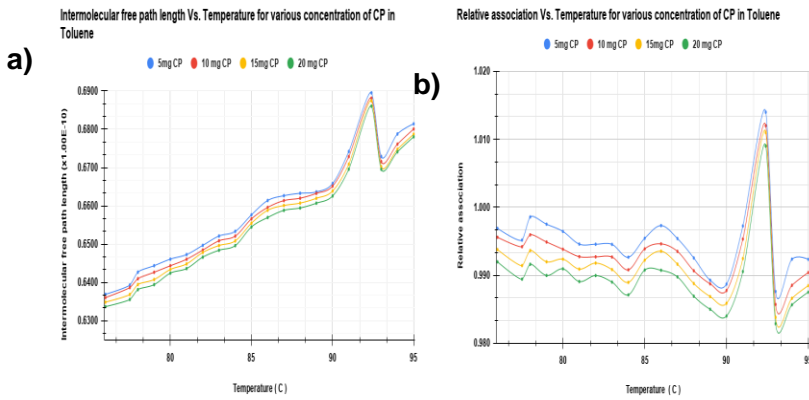 Intermolecular free path length Vs. Temperature for various concentration of CP in
Toluene
a)
5mg CP 10 mg CP 15mg CP 20 mg CP
0.6900
0.6800
0.6700
0.6600
0.6500
0.6400
0.6300
Intermolecular free path length (x1.00E-10)
80 85 90 95
Temperature ( C )
Relative association Vs. Temperature for various concentration of CP in Toluene
b)
5mg CP 10 mg CP 15mg CP 20 mg CP
1.020
1.010
1.000
0.990
0.980
Relative association
80 85 90 95
Temperature ( C )